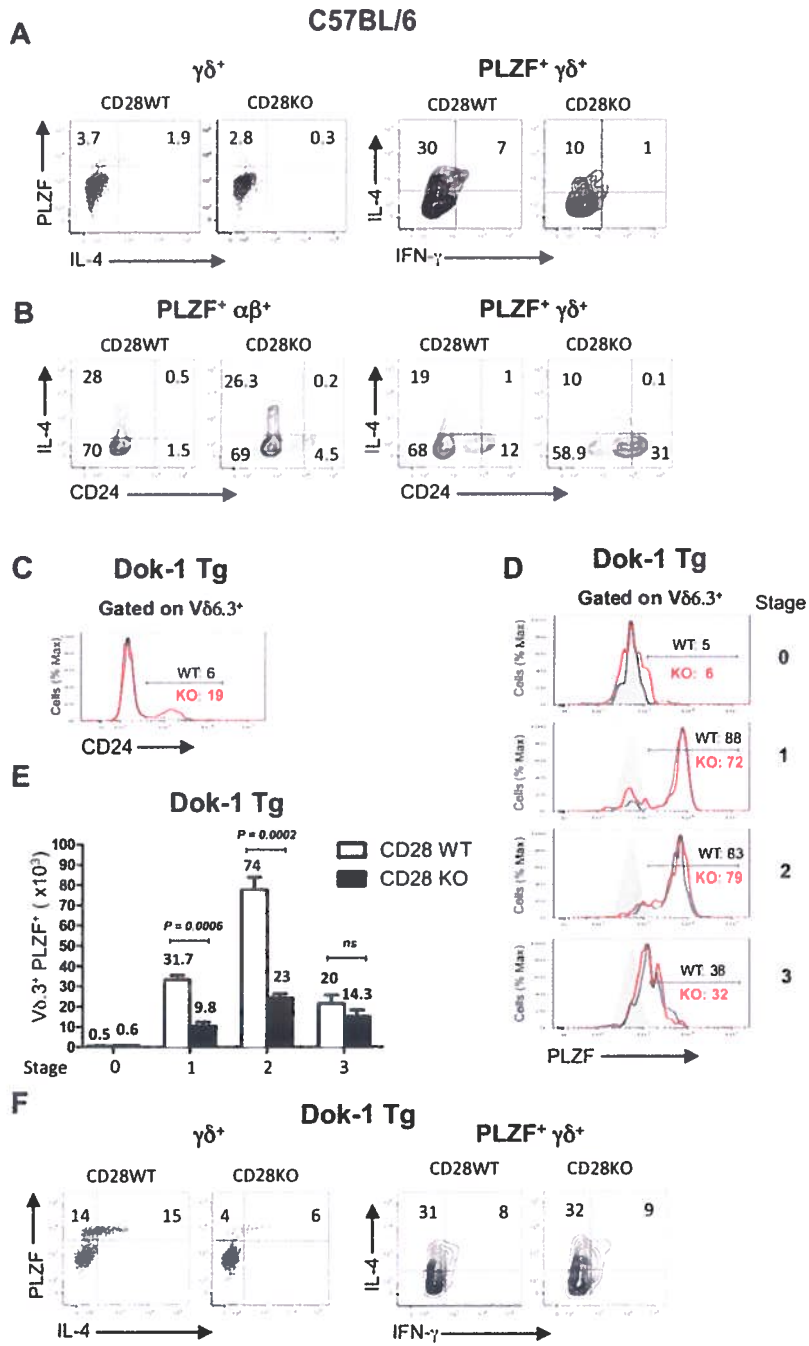 C57BL/6
A
γδ⁺
PLZF⁺ γδ⁺
CD28WT
CD28KO
CD28WT
CD28KO
3.7
1.9
2.8
0.3
30
7
10
1
PLZF
IL-4
IL-4
IFN-γ
B
PLZF⁺ αβ⁺
PLZF⁺ γδ⁺
CD28WT
CD28KO
CD28WT
CD28KO
28
0.5
26.3
0.2
19
1
10
0.1
IL-4
IL-4
70
1.5
69
4.5
68
12
58.9
31
CD24
CD24
C
Dok-1 Tg
Gated on Vδ6.3⁺
Cells (% Max)
WT: 6
KO: 19
CD24
D
Dok-1 Tg
Gated on Vδ6.3⁺
Stage
Cells (% Max)
WT: 5
KO: 6
0
Cells (% Max)
WT: 88
KO: 72
1
Cells (% Max)
WT: 83
KO: 79
2
Cells (% Max)
WT: 38
KO: 32
3
PLZF
E
Dok-1 Tg
Vδ.3⁺ PLZF⁺ ( x10³)
100
90
80
70
60
50
40
30
20
10
0
P = 0.0002
P = 0.0006
ns
CD28 WT
CD28 KO
0.5
0.6
31.7
9.8
74
23
20
14.3
Stage
0
1
2
3
F
Dok-1 Tg
γδ⁺
PLZF⁺ γδ⁺
CD28WT
CD28KO
CD28WT
CD28KO
14
15
4
6
31
8
32
9
PLZF
IL-4
IL-4
IFN-γ